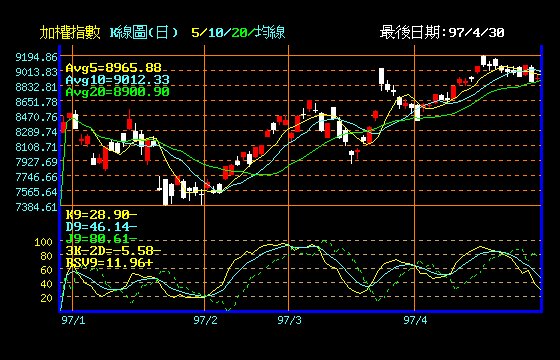 加權指數 K線圖(日) 5/10/20/均線 最後日期:97/4/30
9194.86
9013.83
8832.81
8651.78
8470.76
8289.74
8108.71
7927.69
7746.66
7565.64
7384.61
Avg5=8965.88
Avg10=9012.33
Avg20=8900.90
K9=28.90-
D9=46.14-
J9=80.61-
3K-2D=-5.58-
RSV9=11.96+
100
80
60
40
20
97/1 97/2 97/3 97/4